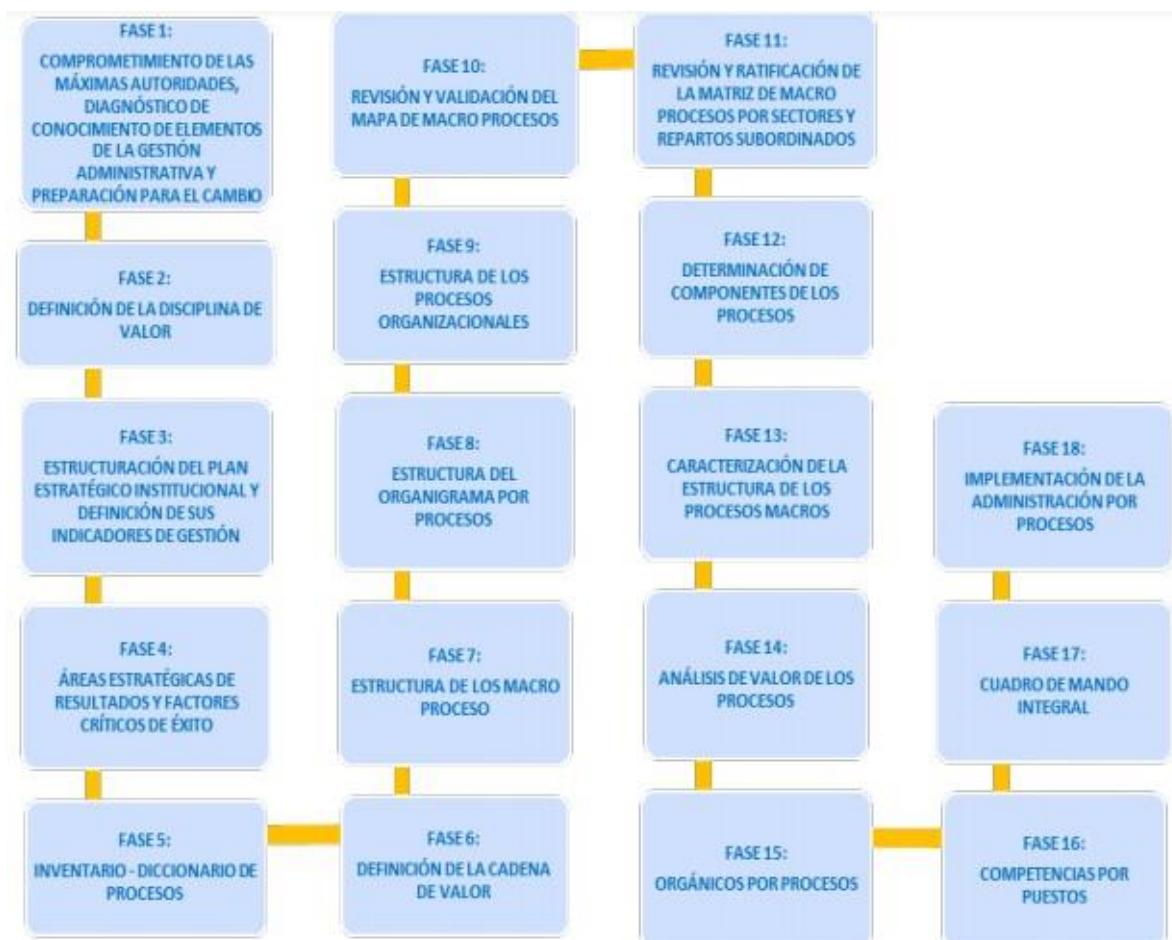 FASE 1:
COMPROMETIMIENTO DE LAS
MÁXIMAS AUTORIDADES,
DIAGNÓSTICO DE
CONOCIMIENTO DE ELEMENTOS
DE LA GESTIÓN
ADMINISTRATIVA Y
PREPARACIÓN PARA EL CAMBIO
FASE 2:
DEFINICIÓN DE LA DISCIPLINA DE
VALOR
FASE 3:
ESTRUCTURACIÓN DEL PLAN
ESTRATÉGICO INSTITUCIONAL Y
DEFINICIÓN DE SUS
INDICADORES DE GESTIÓN
FASE 4:
ÁREAS ESTRATÉGICAS DE
RESULTADOS Y FACTORES
CRÍTICOS DE ÉXITO
FASE 5:
INVENTARIO - DICCIONARIO DE
PROCESOS
FASE 6:
DEFINICIÓN DE LA CADENA
DE VALOR
FASE 7:
ESTRUCTURA DE LOS MACRO
PROCESO
FASE 8:
ESTRUCTURA DEL
ORGANIGRAMA POR
PROCESOS
FASE 9:
ESTRUCTURA DE LOS
PROCESOS
ORGANIZACIONALES
FASE 10:
REVISIÓN Y VALIDACIÓN DEL
MAPA DE MACRO PROCESOS
FASE 11:
REVISIÓN Y RATIFICACIÓN DE
LA MATRIZ DE MACRO
PROCESOS POR SECTORES Y
REPARTOS SUBORDINADOS
FASE 12:
DETERMINACIÓN DE
COMPONENTES DE LOS
PROCESOS
FASE 13:
CARACTERIZACIÓN DE LA
ESTRUCTURA DE LOS
PROCESOS MACROS
FASE 14:
ANÁLISIS DE VALOR DE LOS
PROCESOS
FASE 15:
ORGÁNICOS POR PROCESOS
FASE 16:
COMPETENCIAS POR
PUESTOS
FASE 17:
CUADRO DE MANDO
INTEGRAL
FASE 18:
IMPLEMENTACIÓN DE LA
ADMINISTRACIÓN POR
PROCESOS